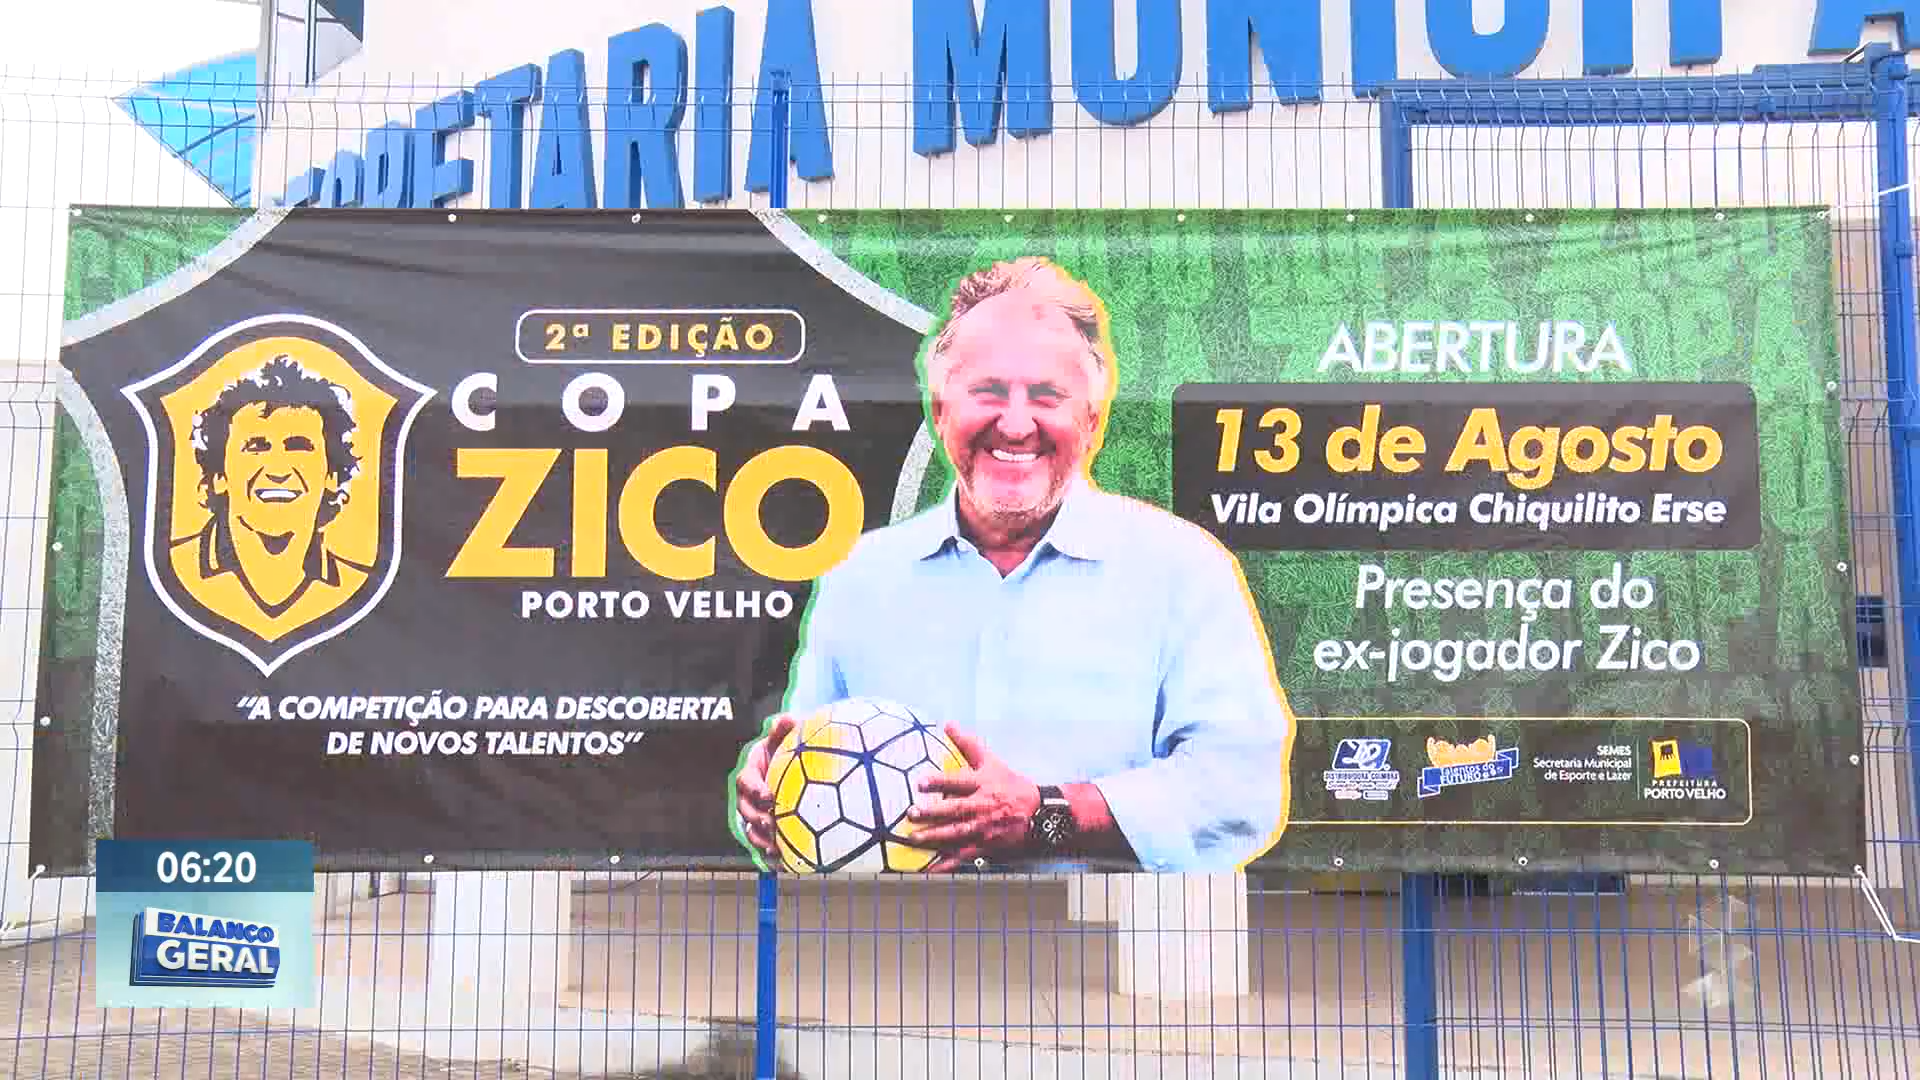 SECRETARIA MUNICIPA
2ª EDIÇÃO
COPA
ZICO
PORTO VELHO
"A COMPETIÇÃO PARA DESCOBERTA
DE NOVOS TALENTOS"
ABERTURA
13 de Agosto
Vila Olímpica Chiquilito Erse
Presença do
ex-jogador Zico
DISTRIBUIDORA COIMBRA
Talentos do
FUTURO
SEMES
Secretaria Municipal
de Esporte e Lazer
PREFEITURA
PORTO VELHO
06:20
BALANÇO
GERAL